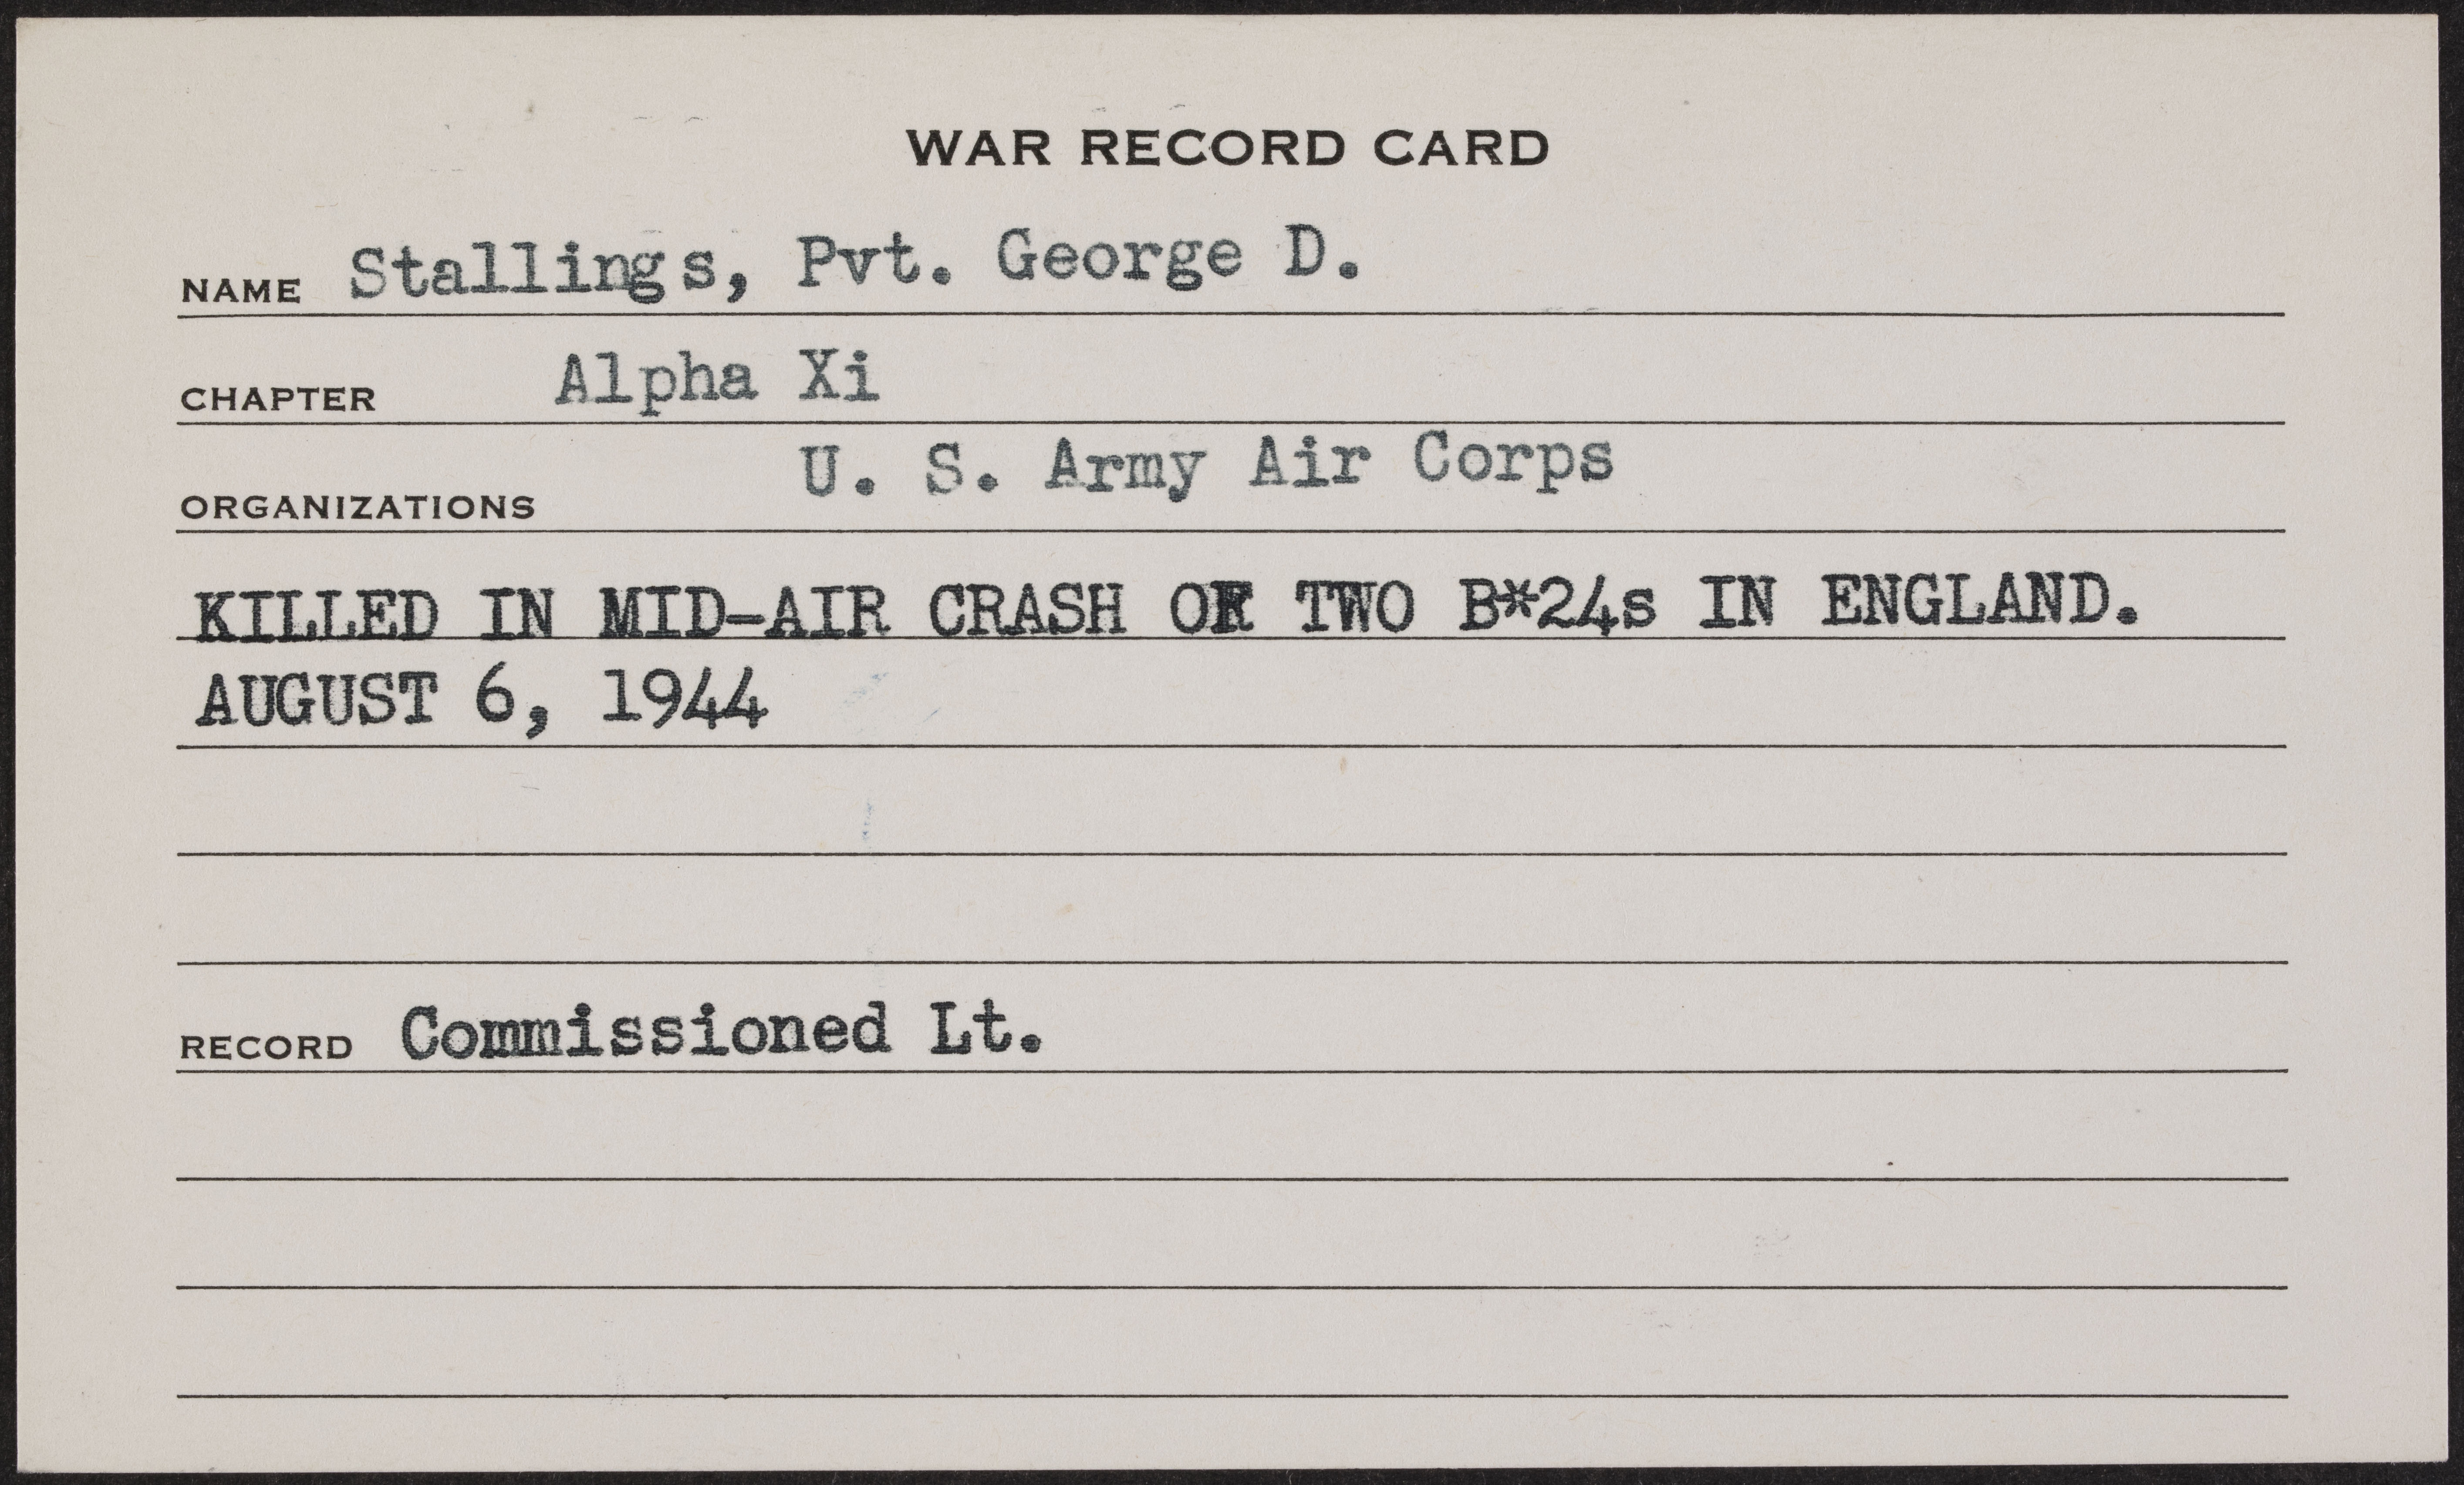 WAR RECORD CARD
NAME Stallings, Pvt. George D.
CHAPTER Alpha Xi
ORGANIZATIONS U. S. Army Air Corps
KILLED IN MID-AIR CRASH OF TWO B*24s IN ENGLAND.
AUGUST 6, 1944
RECORD Commissioned Lt.